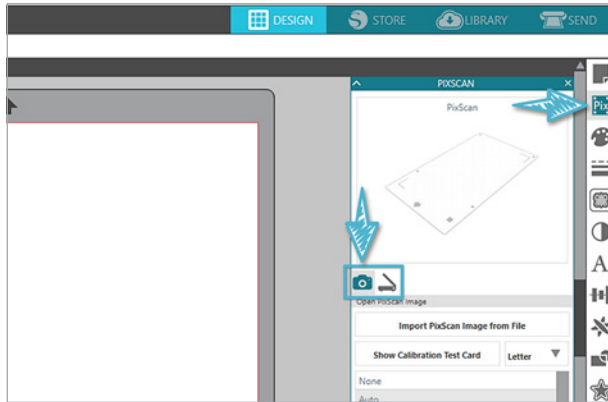 DESIGN
STORE
LIBRARY
SEND
PIXSCAN
PixScan
Pix
A
Open PixScan Image
Import PixScan Image from File
Show Calibration Test Card
Letter
None
Auto